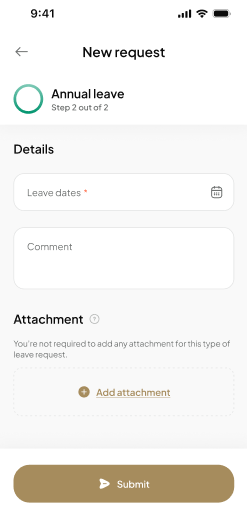 9:41
New request
Annual leave
Step 2 out of 2
Details
Leave dates *
Comment
Attachment ?
You're not required to add any attachment for this type of
leave request.
Add attachment
Submit